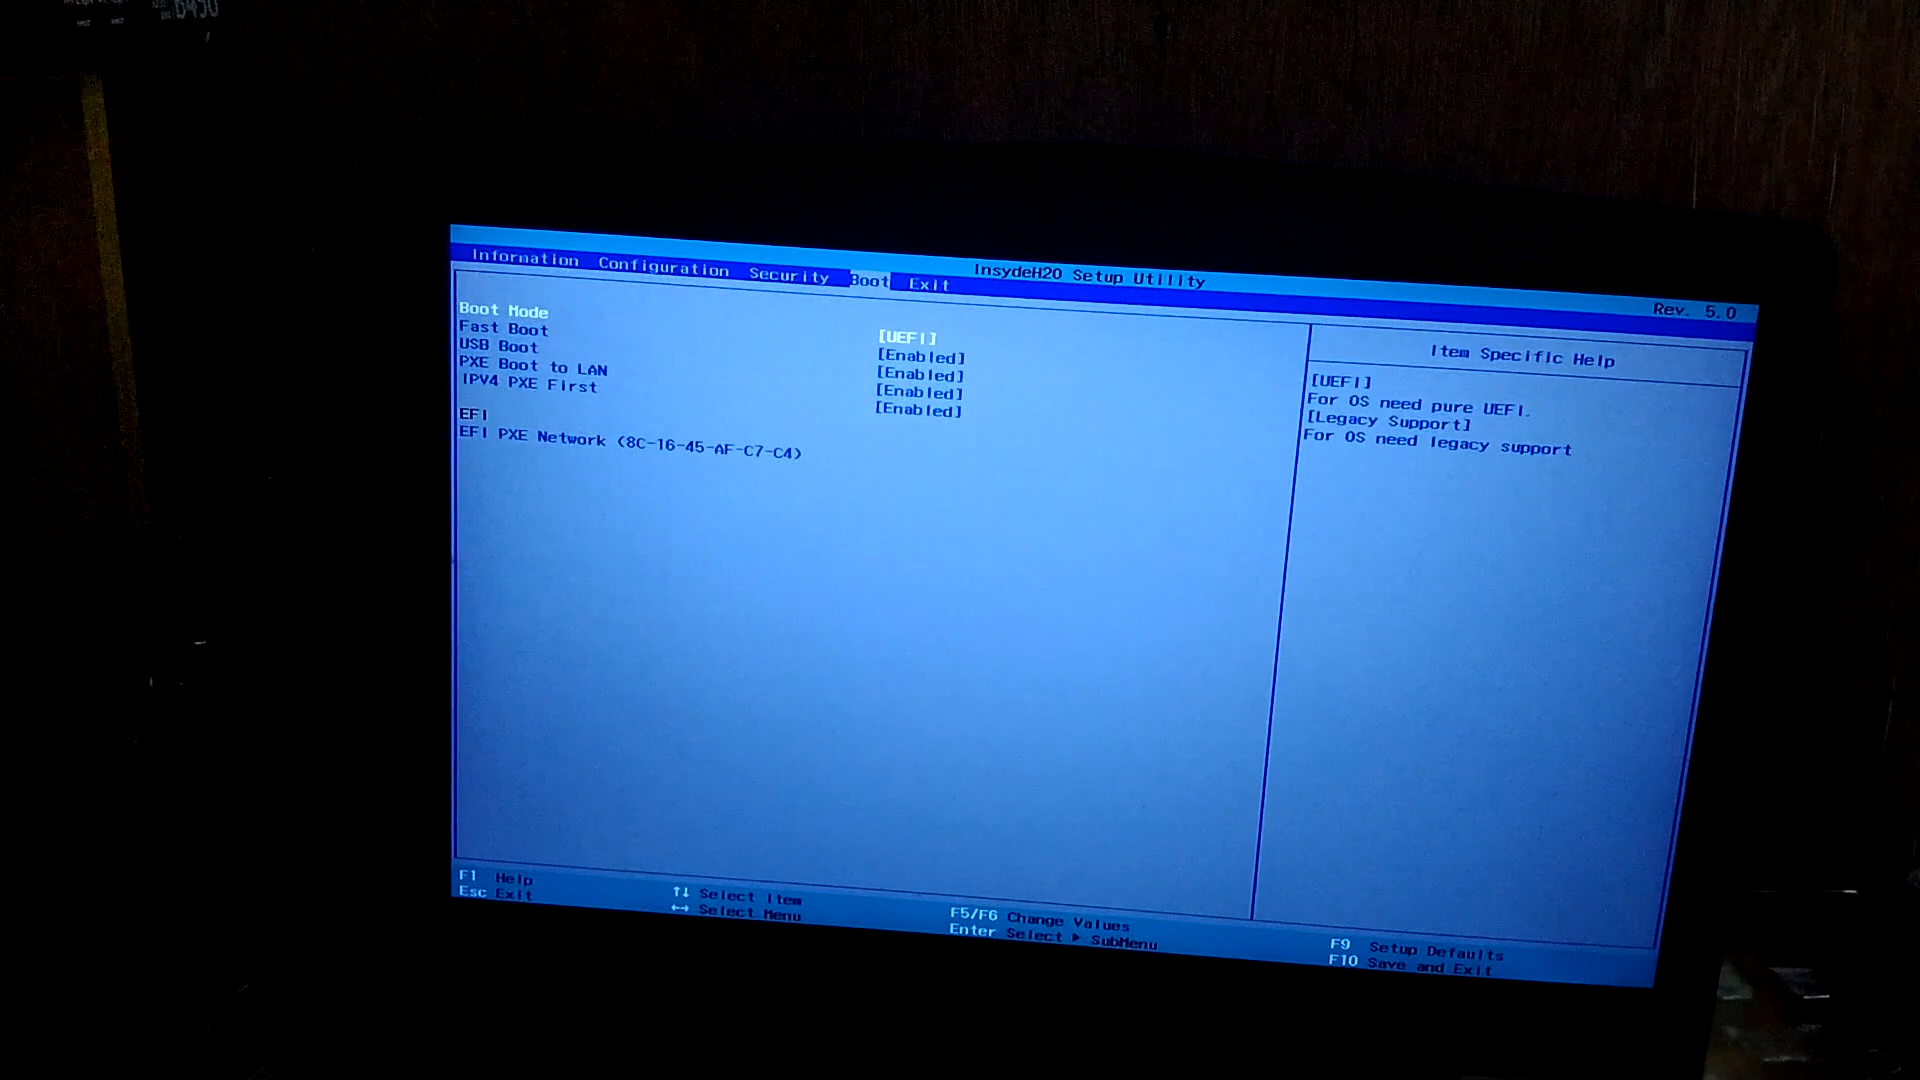 InsydeH20 Setup Utility
Rev. 5.0
Information Configuration Security Boot Exit
Boot Mode [UEFI]
Fast Boot [Enabled]
USB Boot [Enabled]
PXE Boot to LAN [Enabled]
IPV4 PXE First [Enabled]
EFI
EFI PXE Network (8C-16-45-AF-C7-C4)
Item Specific Help
[UEFI]
For OS need pure UEFI.
[Legacy Support]
For OS need legacy support
F1 Help
Esc Exit
↑↓ Select Item
↔ Select Menu
F5/F6 Change Values
Enter Select ▶ SubMenu
F9 Setup Defaults
F10 Save and Exit